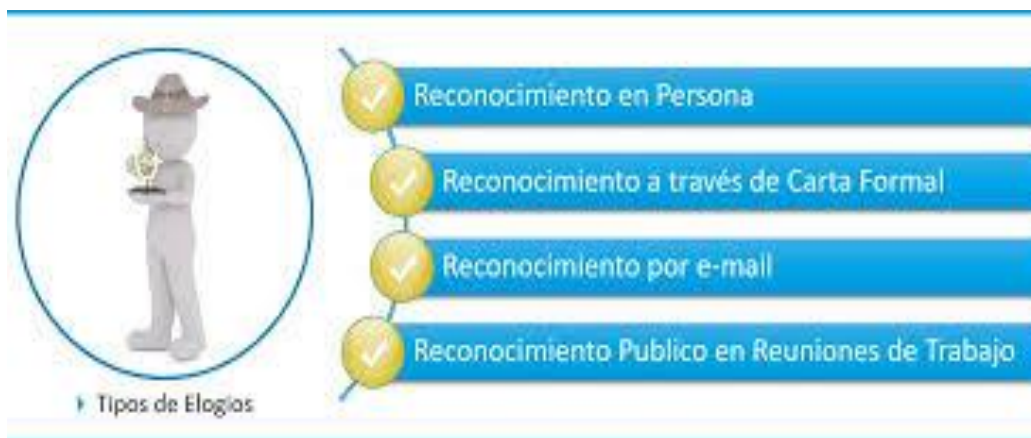 Reconocimiento en Persona
Reconocimiento a través de Carta Formal
Reconocimiento por e-mail
Reconocimiento Publico en Reuniones de Trabajo
Tipos de Elogios